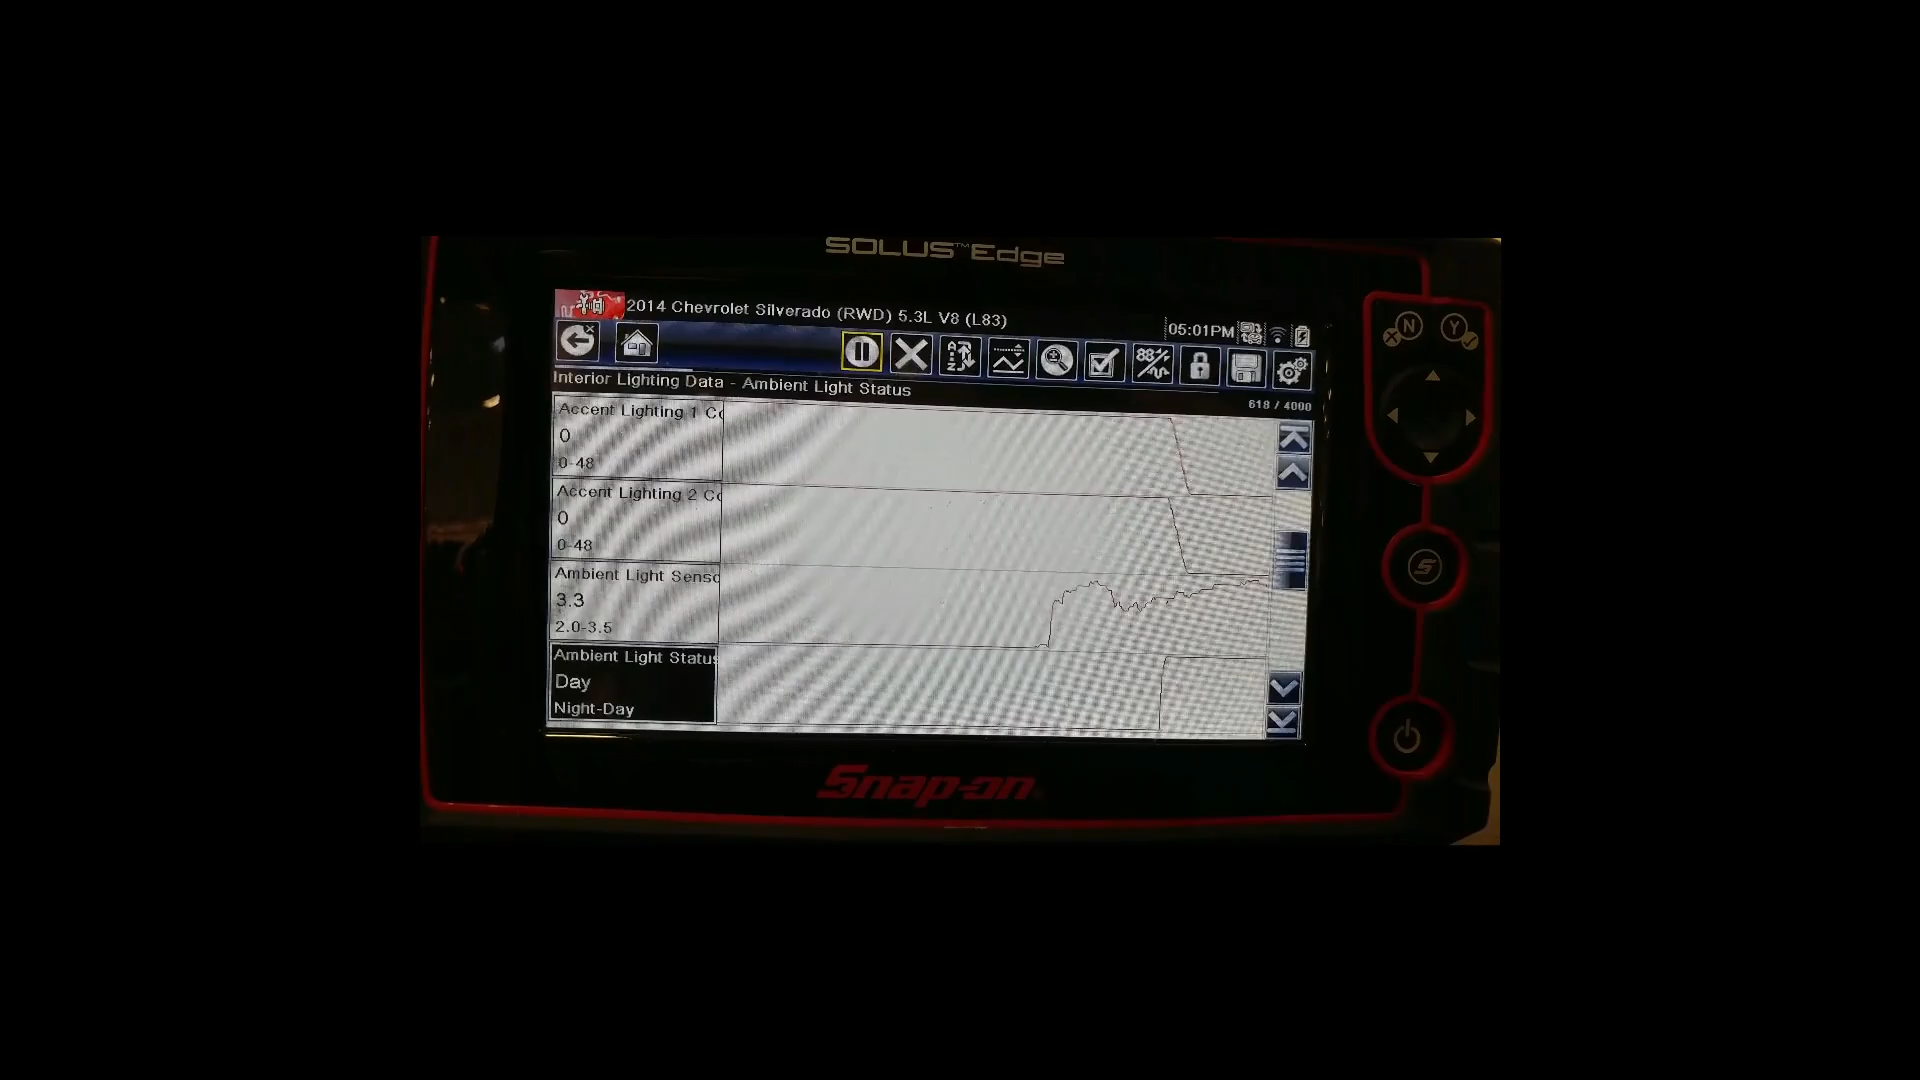 SOLUS™Edge
2014 Chevrolet Silverado (RWD) 5.3L V8 (L83)
05:01PM
Interior Lighting Data - Ambient Light Status
618 / 4000
Accent Lighting 1 Co
0
0-48
Accent Lighting 2 Co
0
0-48
Ambient Light Senso
3.3
2.0-3.5
Ambient Light Status
Day
Night-Day
N
X
Y
S
A
Z
88
Snap-on